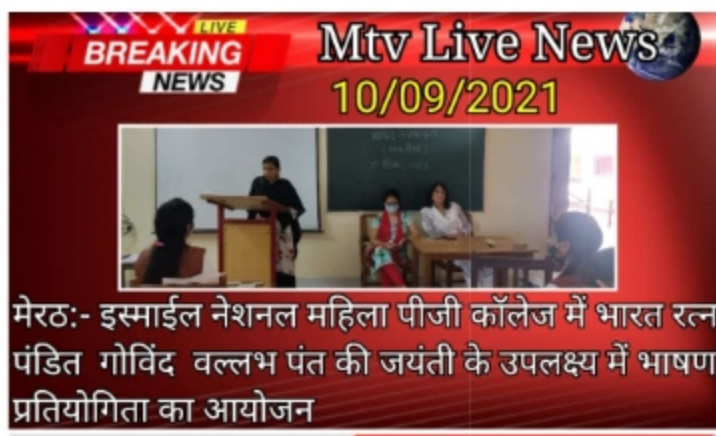 LIVE
BREAKING
NEWS
Mtv Live News
10/09/2021
मेरठ:- इस्माईल नेशनल महिला पीजी कॉलेज में भारत रत्न
पंडित गोविंद वल्लभ पंत की जयंती के उपलक्ष्य में भाषण
प्रतियोगिता का आयोजन